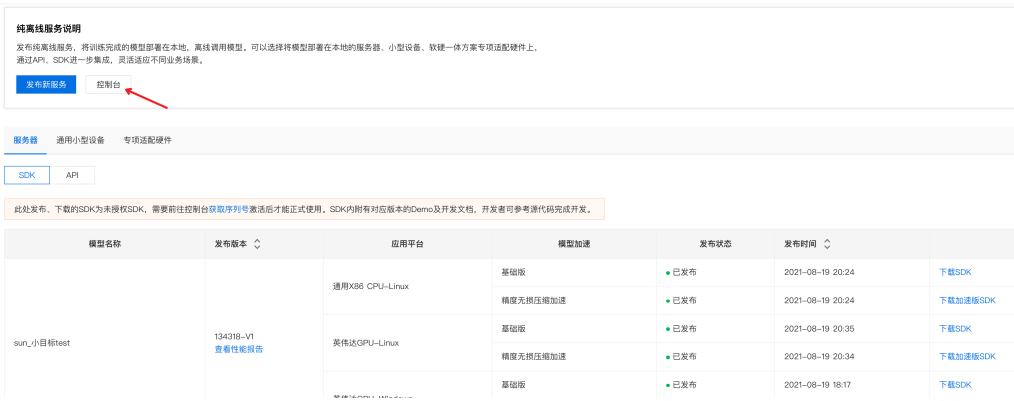 纯离线服务说明
发布纯离线服务，将训练完成的模型部署在本地，离线调用模型。可以选择将模型部署在本地的服务器、小型设备、软硬一体方案专项适配硬件上，
通过API、SDK进一步集成，灵活适应不同业务场景。
发布新服务 控制台
服务器 通用小型设备 专项适配硬件
SDK API
此处发布、下载的SDK为未授权SDK，需要前往控制台获取序列号激活后才能正式使用。SDK内附有对应版本的Demo及开发文档，开发者可参考源代码完成开发。
模型名称 发布版本 应用平台 模型加速 发布状态 发布时间
基础版 已发布 2021-08-19 20:24 下载SDK
通用X86 CPU-Linux
精度无损压缩加速 已发布 2021-08-19 20:24 下载加速版SDK
基础版 已发布 2021-08-19 20:35 下载SDK
sun_小目标test 134318-V1 英伟达GPU-Linux
查看性能报告
精度无损压缩加速 已发布 2021-08-19 20:34 下载加速版SDK
基础版 已发布 2021-08-19 18:17 下载SDK